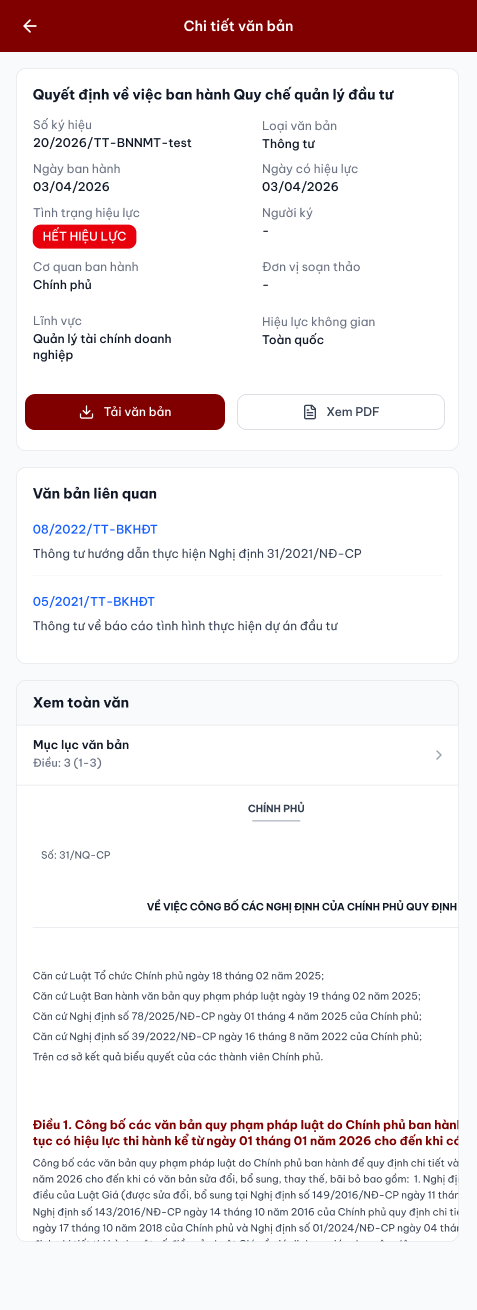 Chi tiết văn bản
Quyết định về việc ban hành Quy chế quản lý đầu tư
Số ký hiệu
20/2026/TT-BNNMT-test
Loại văn bản
Thông tư
Ngày ban hành
03/04/2026
Ngày có hiệu lực
03/04/2026
Tình trạng hiệu lực
HẾT HIỆU LỰC
Người ký
-
Cơ quan ban hành
Chính phủ
Đơn vị soạn thảo
-
Lĩnh vực
Quản lý tài chính doanh
nghiệp
Hiệu lực không gian
Toàn quốc
Tải văn bản
Xem PDF
Văn bản liên quan
08/2022/TT-BKHĐT
Thông tư hướng dẫn thực hiện Nghị định 31/2021/NĐ-CP
05/2021/TT-BKHĐT
Thông tư về báo cáo tình hình thực hiện dự án đầu tư
Xem toàn văn
Mục lục văn bản
Điều: 3 (1-3)
CHÍNH PHỦ
Số: 31/NQ-CP
VỀ VIỆC CÔNG BỐ CÁC NGHỊ ĐỊNH CỦA CHÍNH PHỦ QUY ĐỊNH
Căn cứ Luật Tổ chức Chính phủ ngày 18 tháng 02 năm 2025;
Căn cứ Luật Ban hành văn bản quy phạm pháp luật ngày 19 tháng 02 năm 2025;
Căn cứ Nghị định số 78/2025/NĐ-CP ngày 01 tháng 4 năm 2025 của Chính phủ;
Căn cứ Nghị định số 39/2022/NĐ-CP ngày 16 tháng 8 năm 2022 của Chính phủ;
Trên cơ sở kết quả biểu quyết của các thành viên Chính phủ.
Điều 1. Công bố các văn bản quy phạm pháp luật do Chính phủ ban hành
tục có hiệu lực thi hành kể từ ngày 01 tháng 01 năm 2026 cho đến khi có
Công bố các văn bản quy phạm pháp luật do Chính phủ ban hành để quy định chi tiết và
năm 2026 cho đến khi có văn bản sửa đổi, bổ sung, thay thế, bãi bỏ bao gồm: 1. Nghị
điều của Luật Giá (được sửa đổi, bổ sung tại Nghị định số 149/2016/NĐ-CP ngày 11
Nghị định số 143/2016/NĐ-CP ngày 14 tháng 10 năm 2016 của Chính phủ quy định chi
ngày 17 tháng 10 năm 2018 của Chính phủ và Nghị định số 01/2024/NĐ-CP ngày 04